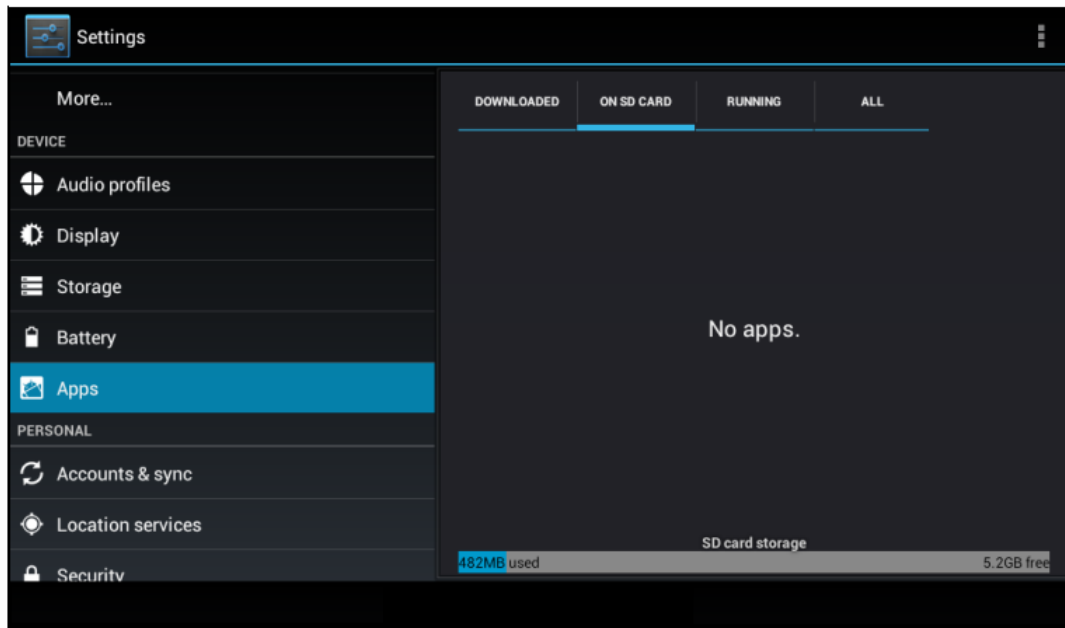 Settings
More...
DEVICE
Audio profiles
Display
Storage
Battery
Apps
PERSONAL
Accounts & sync
Location services
Security
DOWNLOADED ON SD CARD RUNNING ALL
No apps.
SD card storage
482MB used 5.2GB free